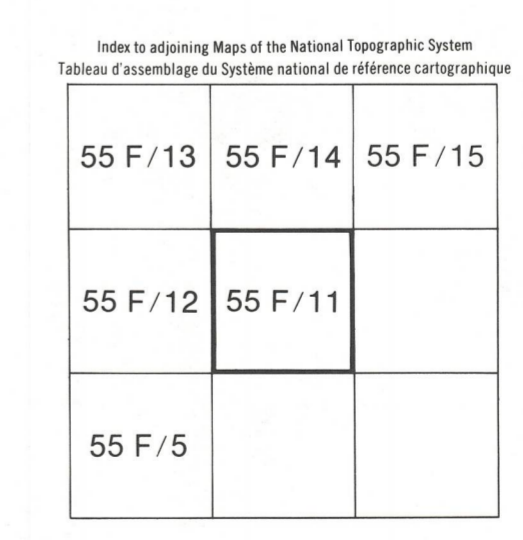 Index to adjoining Maps of the National Topographic System
Tableau d'assemblage du Système national de référence cartographique
55 F/13 55 F/14 55 F/15
55 F/12 55 F/11
55 F/5